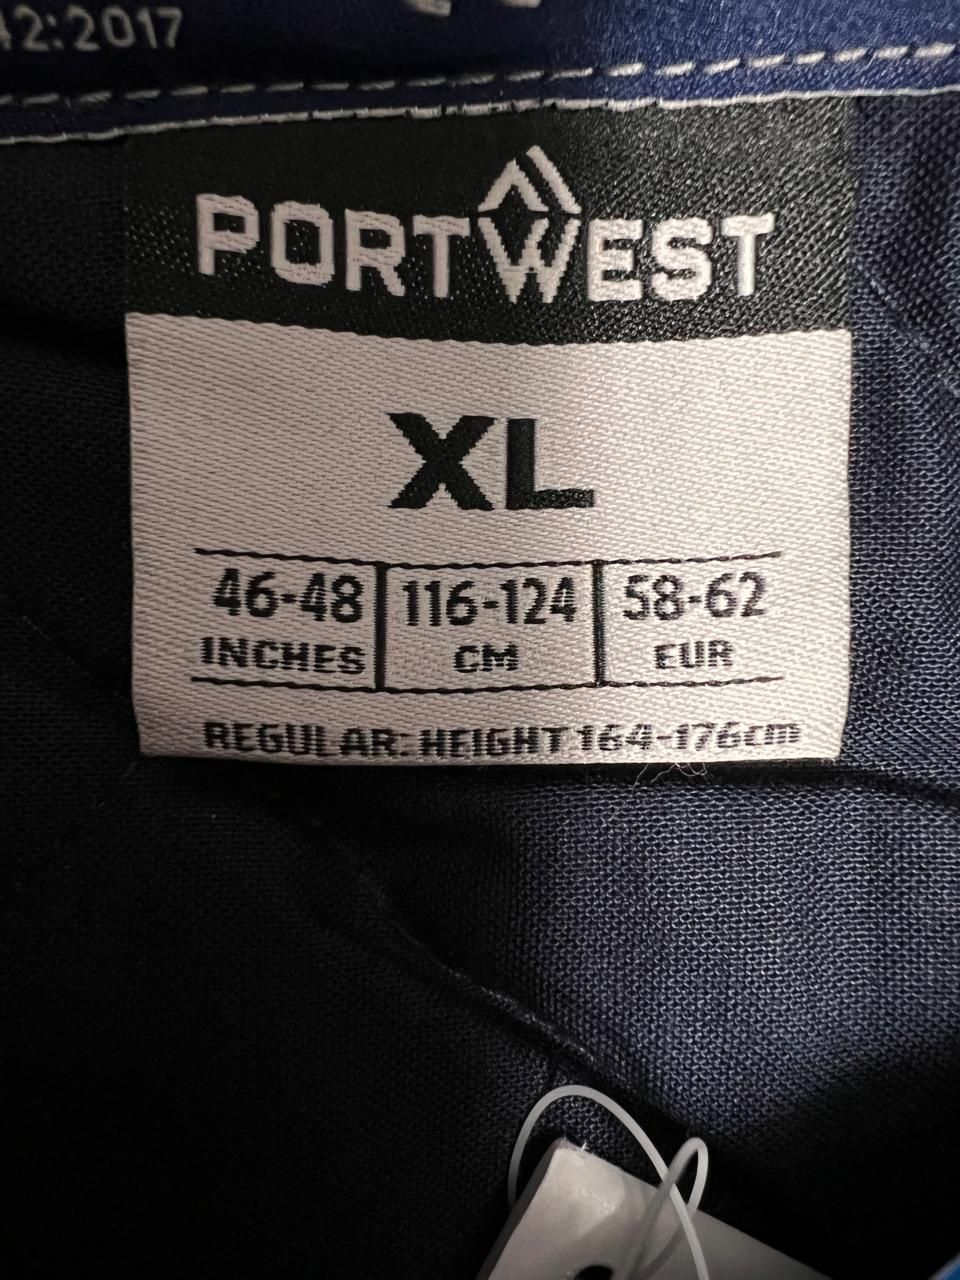 42:2017
PORTWEST
XL
46-48 116-124 58-62
INCHES CM EUR
REGULAR: HEIGHT 164-176cm